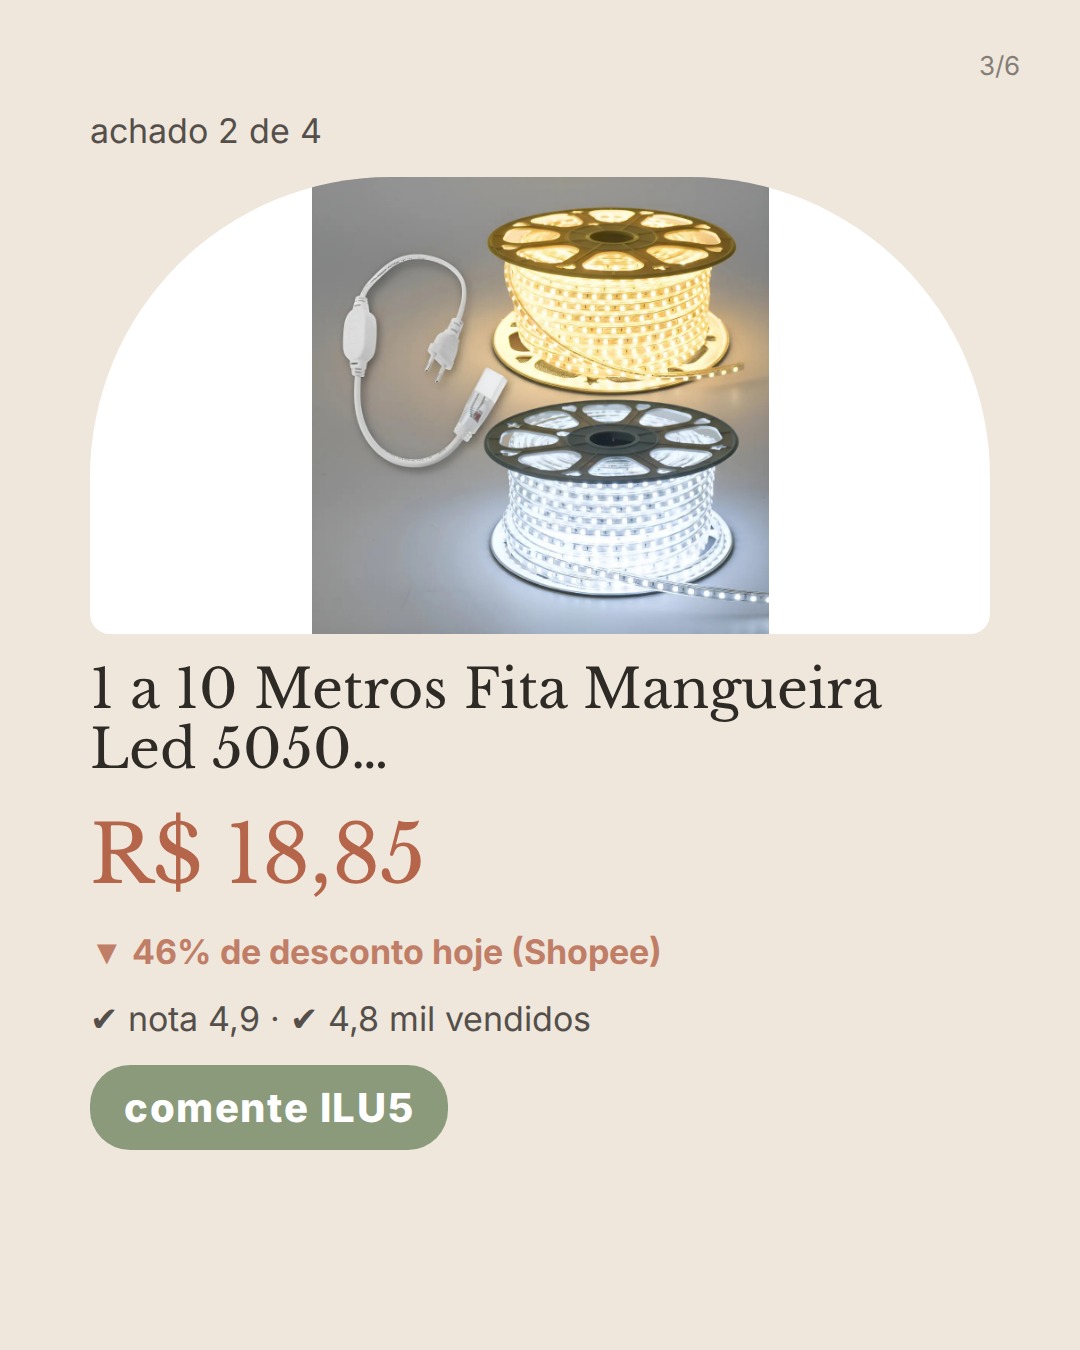 3/6
achado 2 de 4
1 a 10 Metros Fita Mangueira
Led 5050...
R$ 18,85
▼ 46% de desconto hoje (Shopee)
✔ nota 4,9 · ✔ 4,8 mil vendidos
comente ILU5